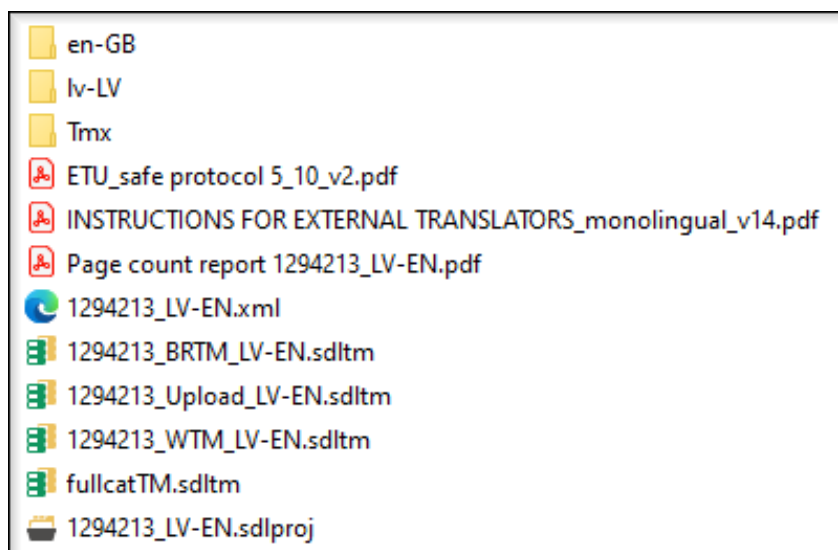 en-GB
lv-LV
Tmx
ETU_safe protocol 5_10_v2.pdf
INSTRUCTIONS FOR EXTERNAL TRANSLATORS_monolingual_v14.pdf
Page count report 1294213_LV-EN.pdf
1294213_LV-EN.xml
1294213_BRTM_LV-EN.sdltm
1294213_Upload_LV-EN.sdltm
1294213_WTM_LV-EN.sdltm
fullcatTM.sdltm
1294213_LV-EN.sdlproj